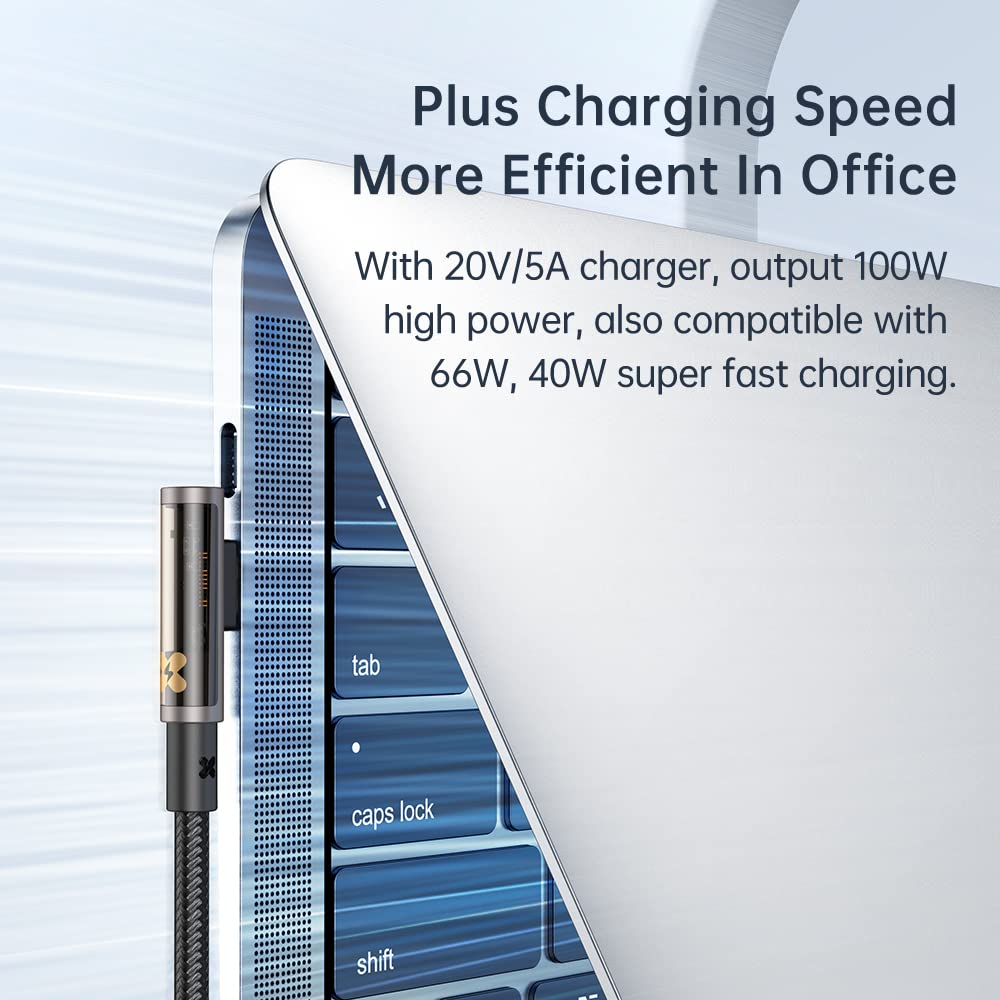 Plus Charging Speed
More Efficient In Office
With 20V/5A charger, output 100W
high power, also compatible with
66W, 40W super fast charging.
tab
caps lock
shift